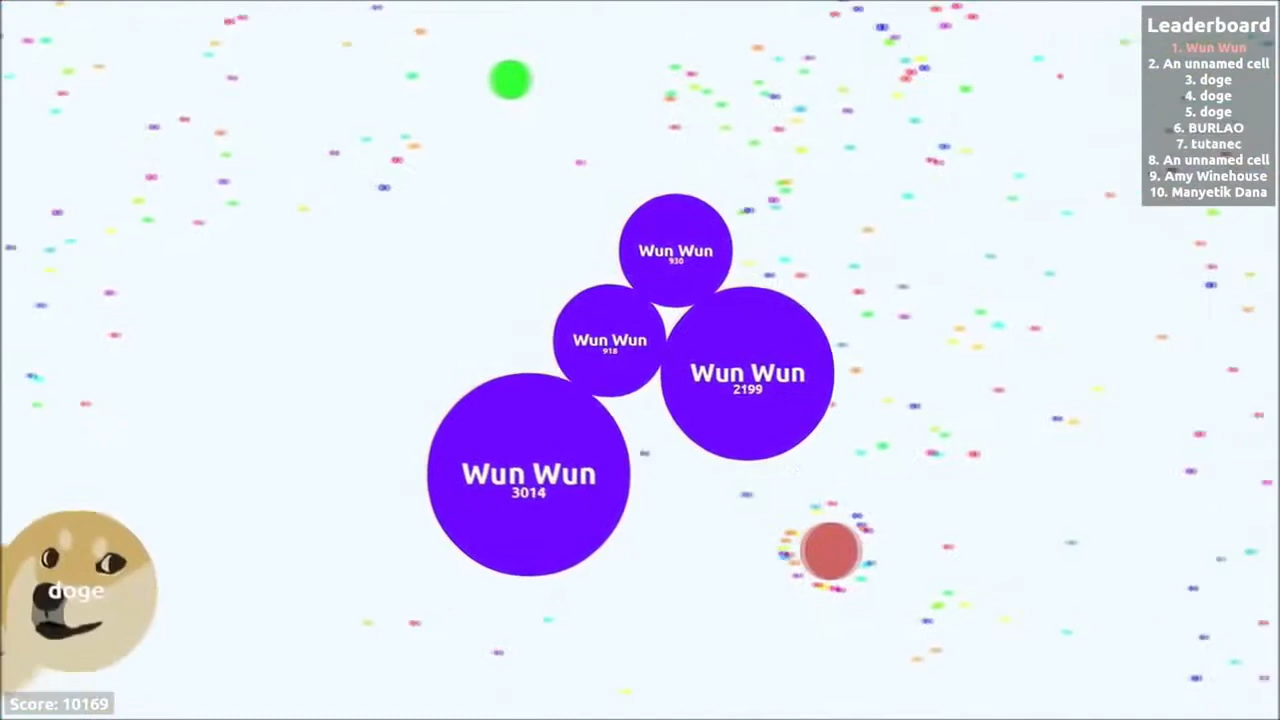 Leaderboard
1. Wun Wun
2. An unnamed cell
3. doge
4. doge
5. doge
6. BURLAO
7. tutanec
8. An unnamed cell
9. Amy Winehouse
10. Manyetik Dana
Wun Wun
930
Wun Wun
918
Wun Wun
2199
Wun Wun
3014
doge
Score: 10169